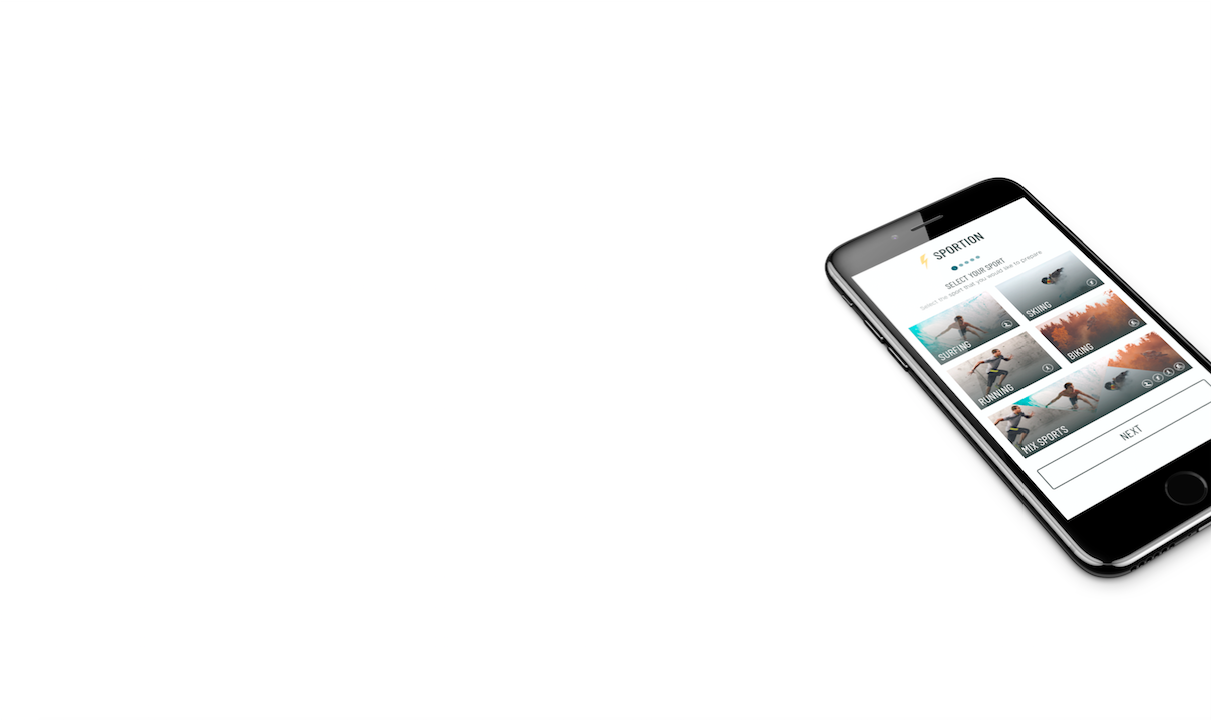 SPORTION
SELECT YOUR SPORT
Select the sport that you would like to prepare
SURFING
SKIING
RUNNING
BIKING
MIX SPORTS
NEXT